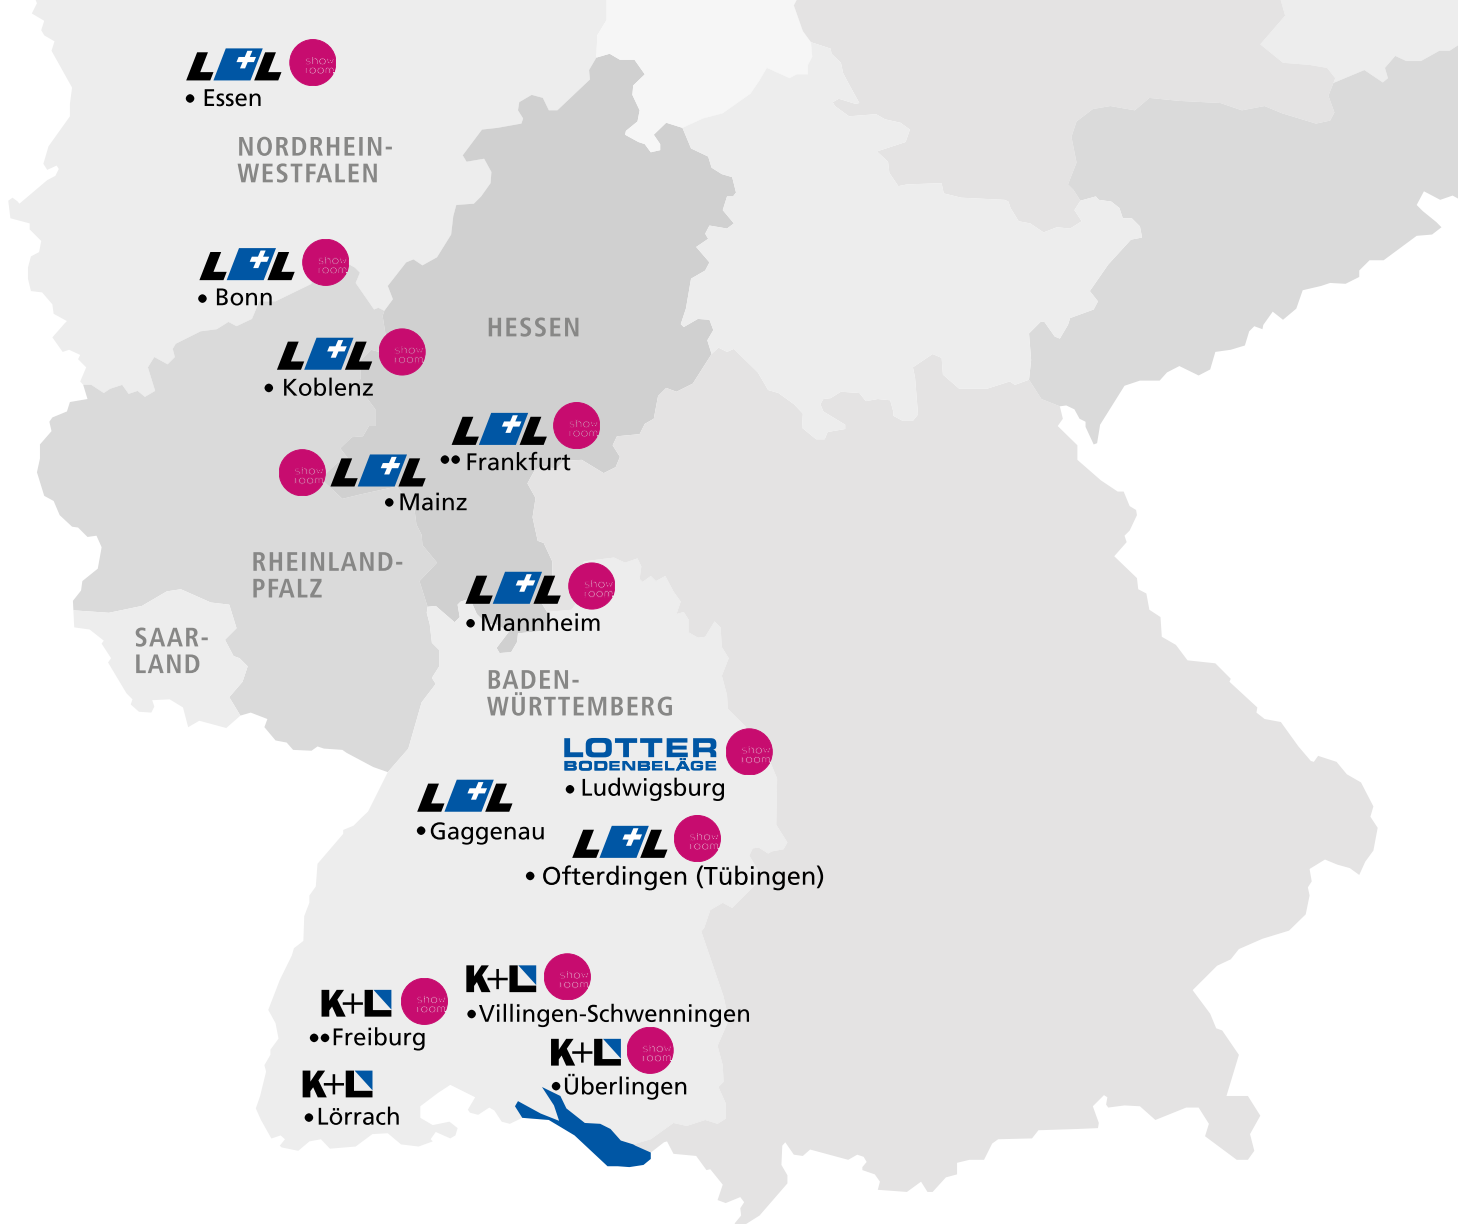 L+L
show
room
• Essen
NORDRHEIN-
WESTFALEN
L+L
show
room
• Bonn
HESSEN
L+L
show
room
• Koblenz
L+L
show
room
•• Frankfurt
show
room
L+L
• Mainz
RHEINLAND-
PFALZ
L+L
show
room
• Mannheim
SAAR-
LAND
BADEN-
WÜRTTEMBERG
LOTTER
BODENBELÄGE
show
room
• Ludwigsburg
L+L
• Gaggenau
L+L
show
room
• Ofterdingen (Tübingen)
K+L
show
room
• Villingen-Schwenningen
K+L
show
room
•• Freiburg
K+L
show
room
• Überlingen
K+L
• Lörrach